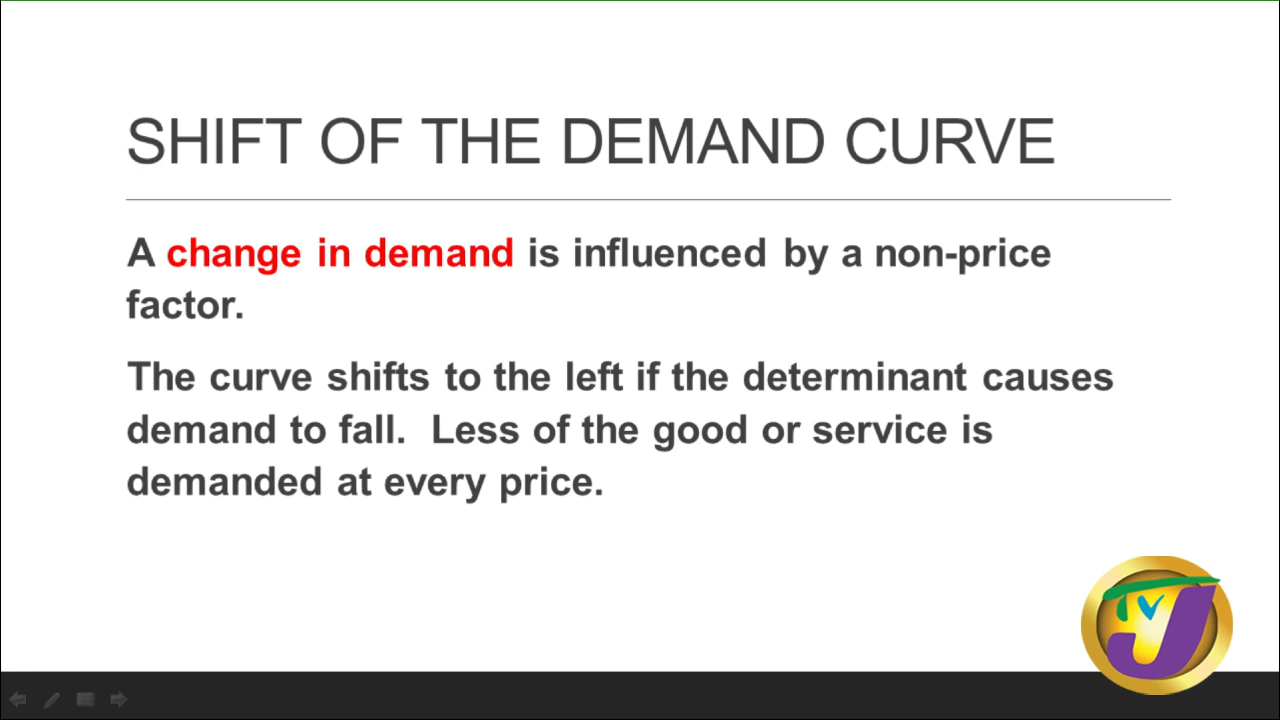 SHIFT OF THE DEMAND CURVE
A change in demand is influenced by a non-price
factor.
The curve shifts to the left if the determinant causes
demand to fall.  Less of the good or service is
demanded at every price.
TVJ